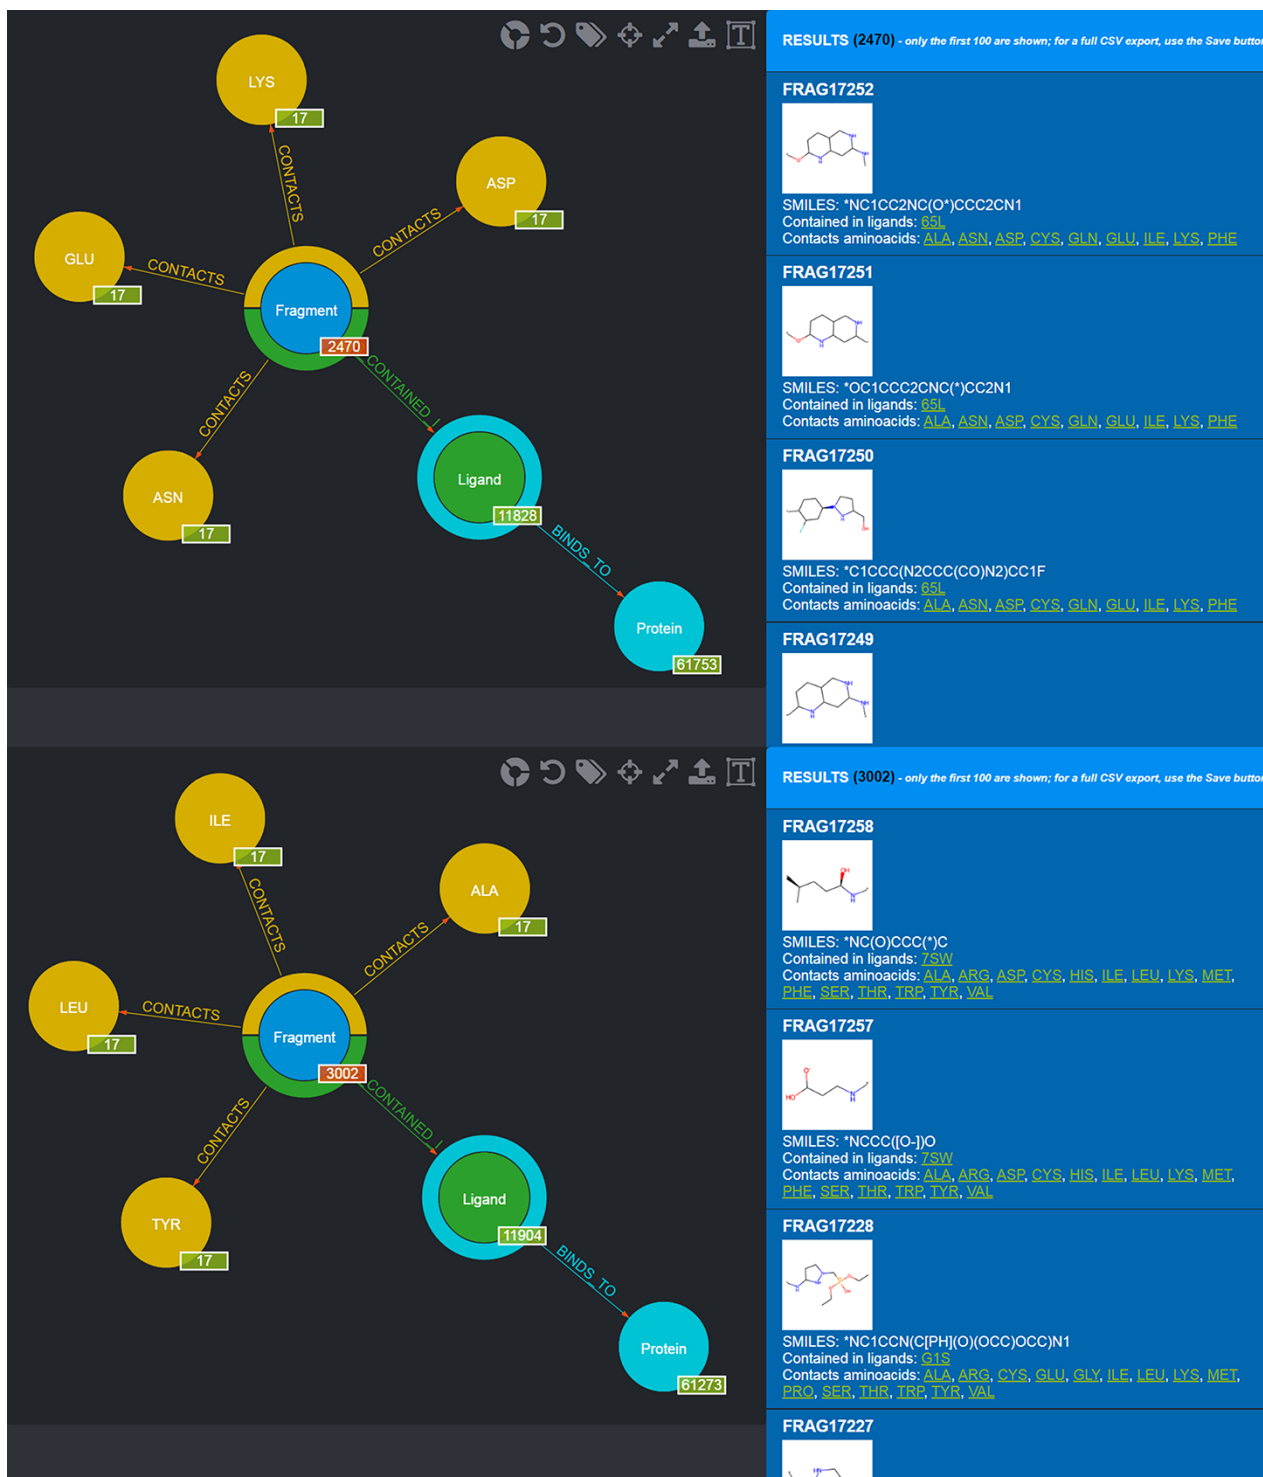 LYS
17
CONTACTS
ASP
17
CONTACTS
GLU
17
CONTACTS
Fragment
2470
CONTACTS
ASN
17
CONTAINED_I
Ligand
11828
BINDS_TO
Protein
61753
RESULTS (2470) - only the first 100 are shown; for a full CSV export, use the Save button
FRAG17252
SMILES: *NC1CC2NC(O*)CCC2CN1
Contained in ligands: 65L
Contacts aminoacids: ALA, ASN, ASP, CYS, GLN, GLU, ILE, LYS, PHE
FRAG17251
SMILES: *OC1CCC2CNC(*)CC2N1
Contained in ligands: 65L
Contacts aminoacids: ALA, ASN, ASP, CYS, GLN, GLU, ILE, LYS, PHE
FRAG17250
SMILES: *C1CCC(N2CCC(CO)N2)CC1F
Contained in ligands: 65L
Contacts aminoacids: ALA, ASN, ASP, CYS, GLN, GLU, ILE, LYS, PHE
FRAG17249
ILE
17
CONTACTS
ALA
17
CONTACTS
LEU
17
CONTACTS
Fragment
3002
CONTACTS
TYR
17
CONTAINED_I
Ligand
11904
BINDS_TO
Protein
61273
RESULTS (3002) - only the first 100 are shown; for a full CSV export, use the Save button
FRAG17258
SMILES: *NC(O)CCC(*)C
Contained in ligands: 7SW
Contacts aminoacids: ALA, ARG, ASP, CYS, HIS, ILE, LEU, LYS, MET,
PHE, SER, THR, TRP, TYR, VAL
FRAG17257
SMILES: *NCCC([O-])O
Contained in ligands: 7SW
Contacts aminoacids: ALA, ARG, ASP, CYS, HIS, ILE, LEU, LYS, MET,
PHE, SER, THR, TRP, TYR, VAL
FRAG17228
SMILES: *NC1CCN(C[PH](O)(OCC)OCC)N1
Contained in ligands: G1S
Contacts aminoacids: ALA, ARG, CYS, GLU, GLY, ILE, LEU, LYS, MET,
PRO, SER, THR, TRP, TYR, VAL
FRAG17227